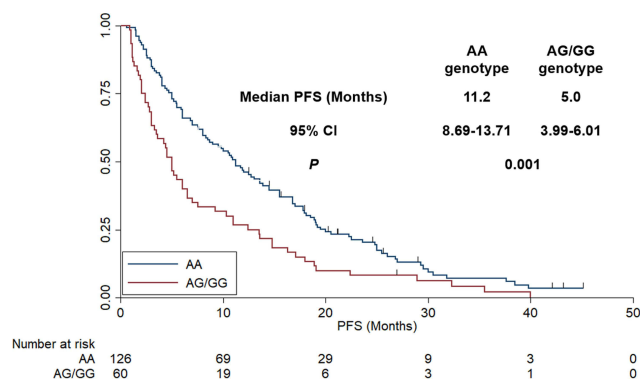 AA AG/GG
genotype genotype
Median PFS (Months) 11.2 5.0
95% CI 8.69-13.71 3.99-6.01
P 0.001
1.00
0.75
0.50
0.25
0.00
AA
AG/GG
0 10 20 30 40 50
PFS (Months)
Number at risk
AA 126 69 29 9 3 0
AG/GG 60 19 6 3 1 0